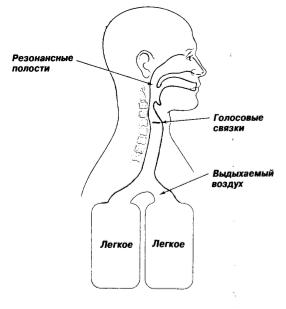 Резонансные
полости
Голосовые
связки
Выдыхаемый
воздух
Легкое
Легкое